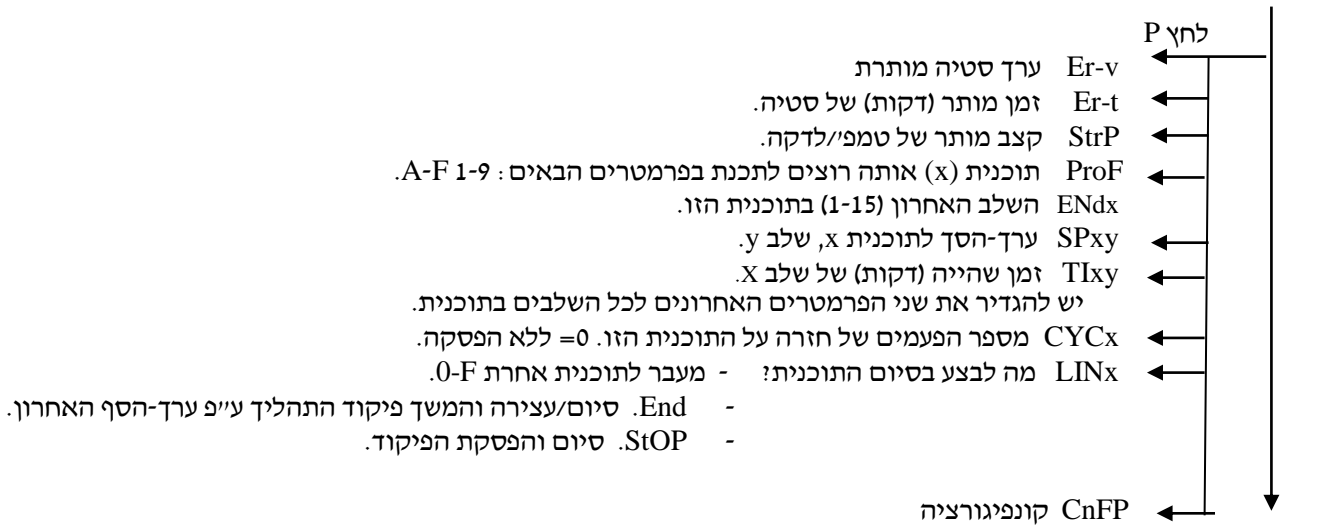 לחץ P
Er-v ערך סטיה מותרת
Er-t זמן מותר (דקות) של סטיה.
StrP קצב מותר של טמפ'/לדקה.
ProF תוכנית (x) אותה רוצים לתכנת בפרמטרים הבאים: A-F 1-9.
ENdx השלב האחרון (1-15) בתוכנית הזו.
SPxy ערך-הסך לתוכנית x, שלב y.
TIxy זמן שהייה (דקות) של שלב X.
יש להגדיר את שני הפרמטרים האחרונים לכל השלבים בתוכנית.
CYCx מספר הפעמים של חזרה על התוכנית הזו. 0= ללא הפסקה.
LINx מה לבצע בסיום התוכנית? - מעבר לתוכנית אחרת 0-F.
- End. סיום/עצירה והמשך פיקוד התהליך ע"פ ערך-הסף האחרון.
- StOP. סיום והפסקת הפיקוד.
CnFP קונפיגורציה